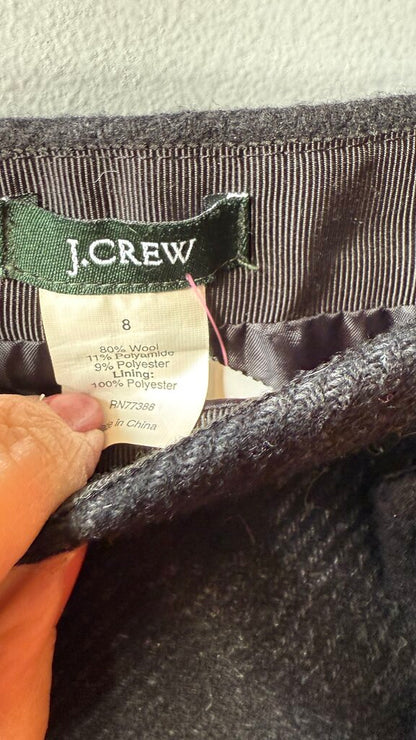 J.CREW
8
80% Wool
11% Polyamide
9% Polyester
Lining:
100% Polyester
RN77388
in China